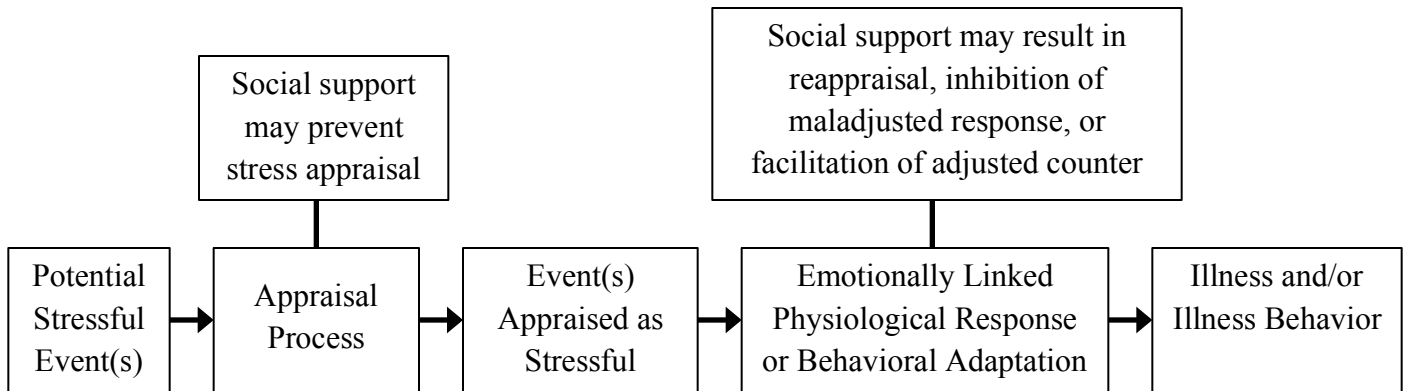 Social support
may prevent
stress appraisal
Social support may result in
reappraisal, inhibition of
maladjusted response, or
facilitation of adjusted counter
Potential
Stressful
Event(s)
Appraisal
Process
Event(s)
Appraised as
Stressful
Emotionally Linked
Physiological Response
or Behavioral Adaptation
Illness and/or
Illness Behavior